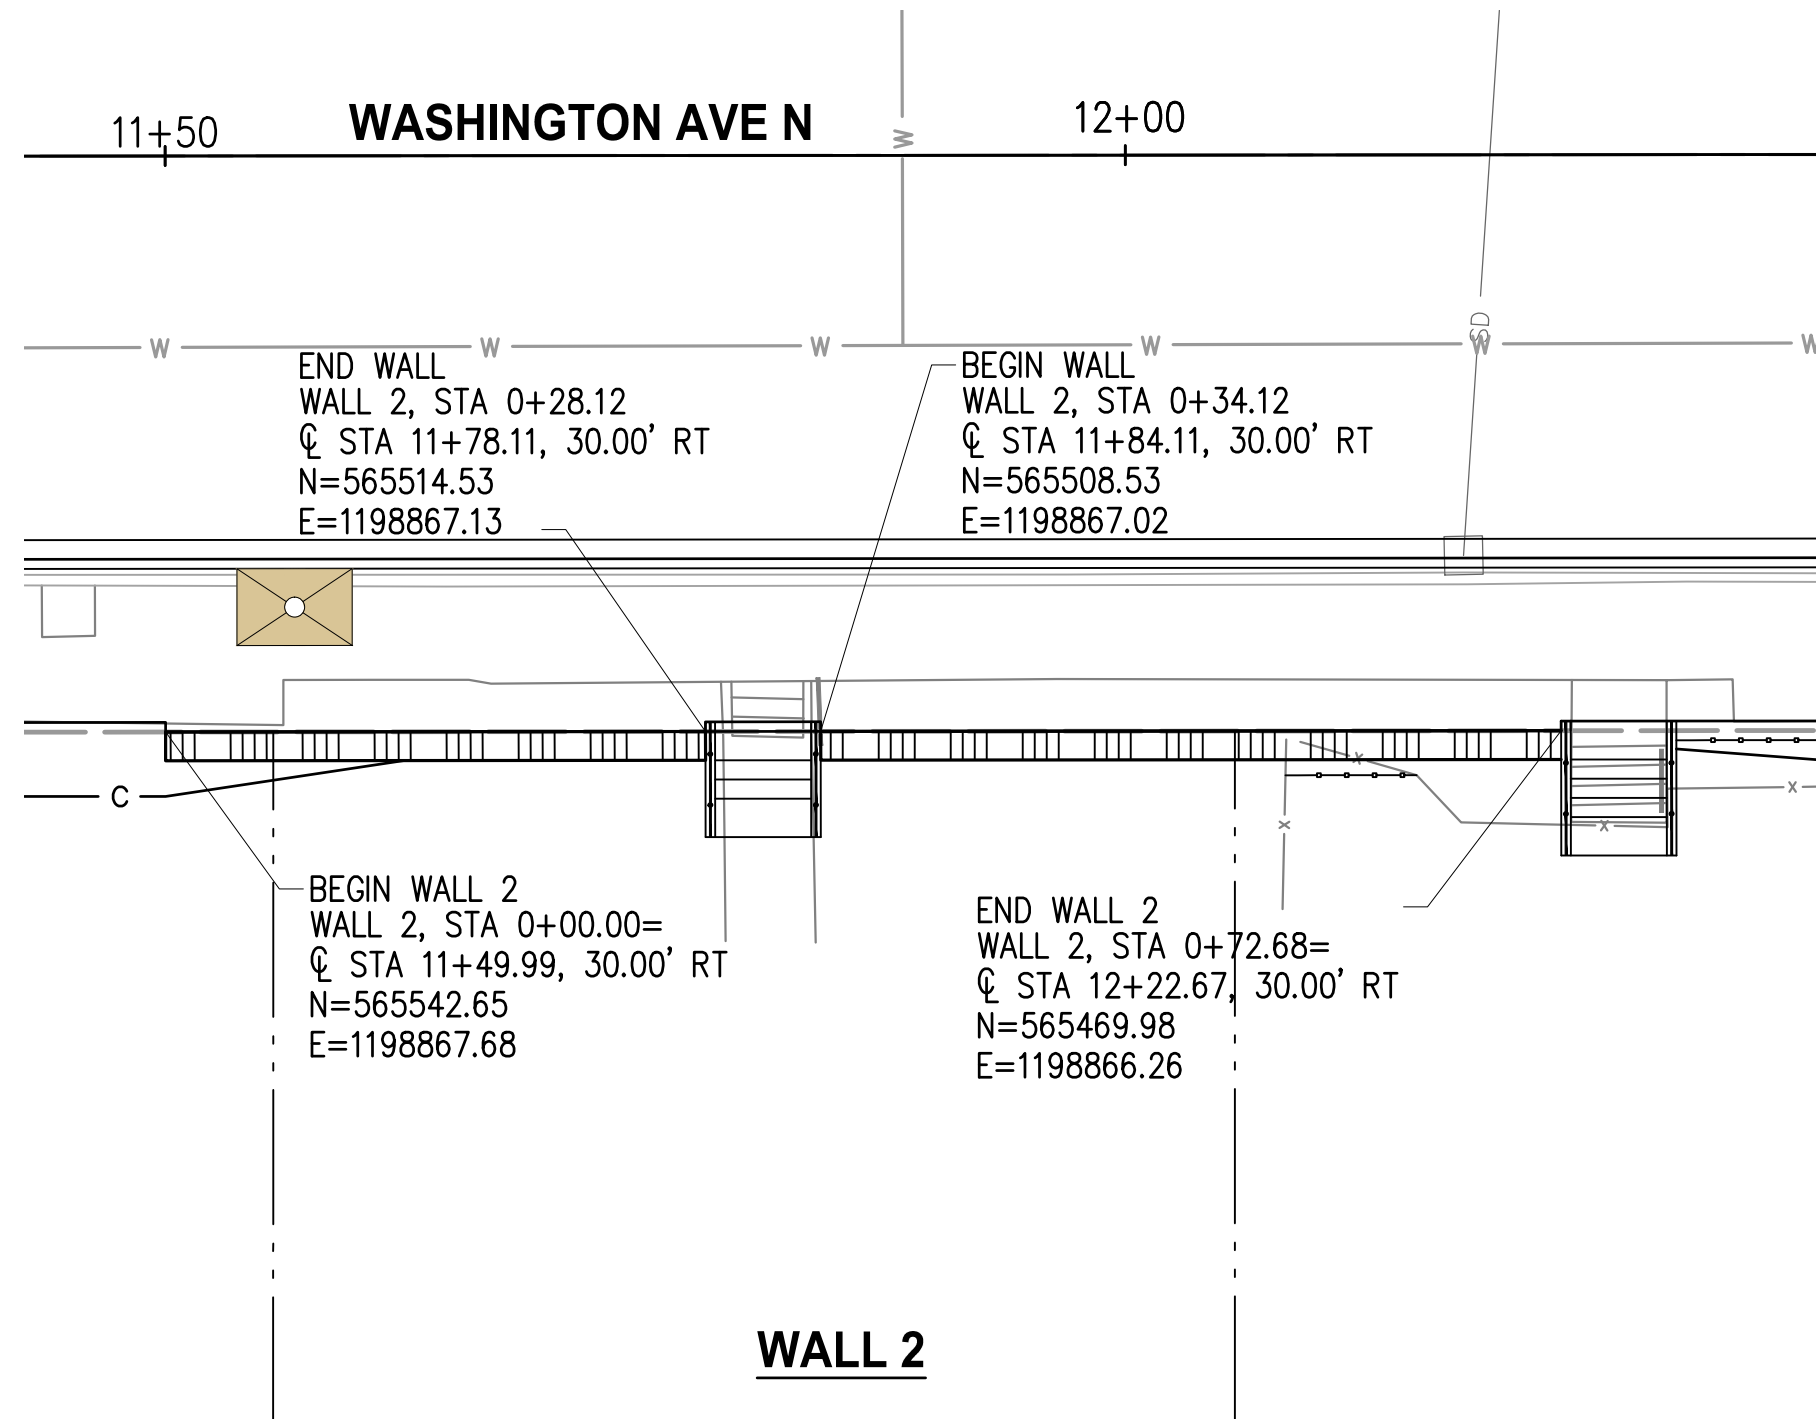 11+50
WASHINGTON AVE N
12+00
W
SD
W W W W W W
END WALL
WALL 2, STA 0+28.12
℄ STA 11+78.11, 30.00' RT
N=565514.53
E=1198867.13
BEGIN WALL
WALL 2, STA 0+34.12
℄ STA 11+84.11, 30.00' RT
N=565508.53
E=1198867.02
C
x
x
x
x
BEGIN WALL 2
WALL 2, STA 0+00.00=
℄ STA 11+49.99, 30.00' RT
N=565542.65
E=1198867.68
END WALL 2
WALL 2, STA 0+72.68=
℄ STA 12+22.67, 30.00' RT
N=565469.98
E=1198866.26
WALL 2